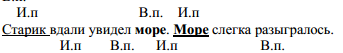 И.п В.п. И.п
Старик вдали увидел море. Море слегка разыгралось.
И.п В.п. И.п В.п.